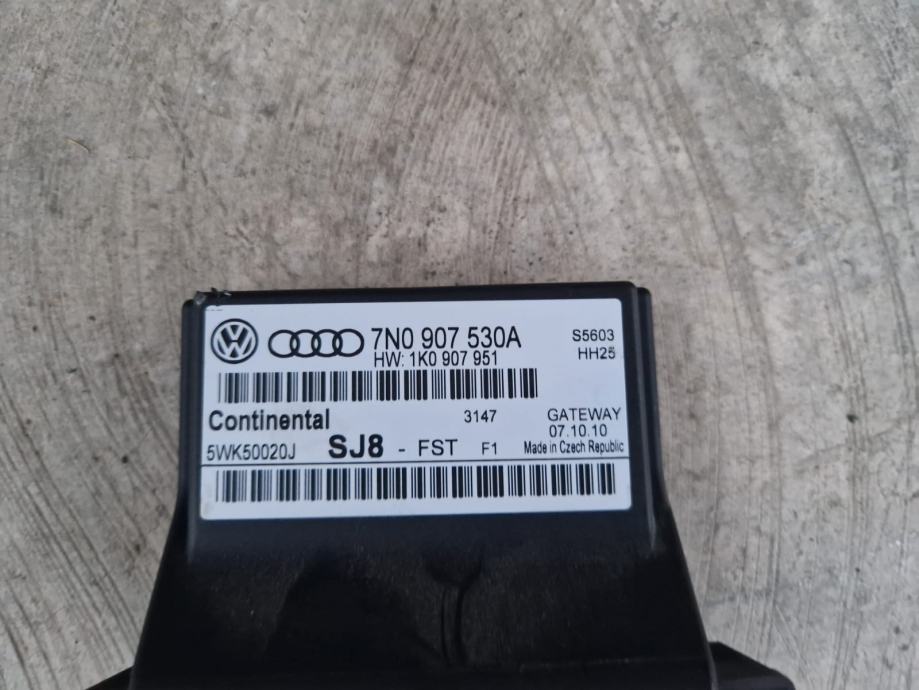 7N0 907 530A
HW: 1K0 907 951
S5603
HH25
Continental
3147
GATEWAY
07.10.10
5WK50020J SJ8 - FST F1
Made in Czech Republic